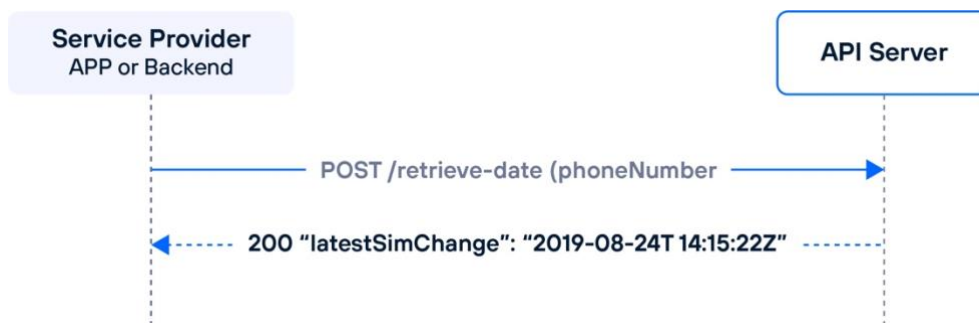 Service Provider
APP or Backend
API Server
POST /retrieve-date (phoneNumber
200 “latestSimChange”: “2019-08-24T 14:15:22Z”